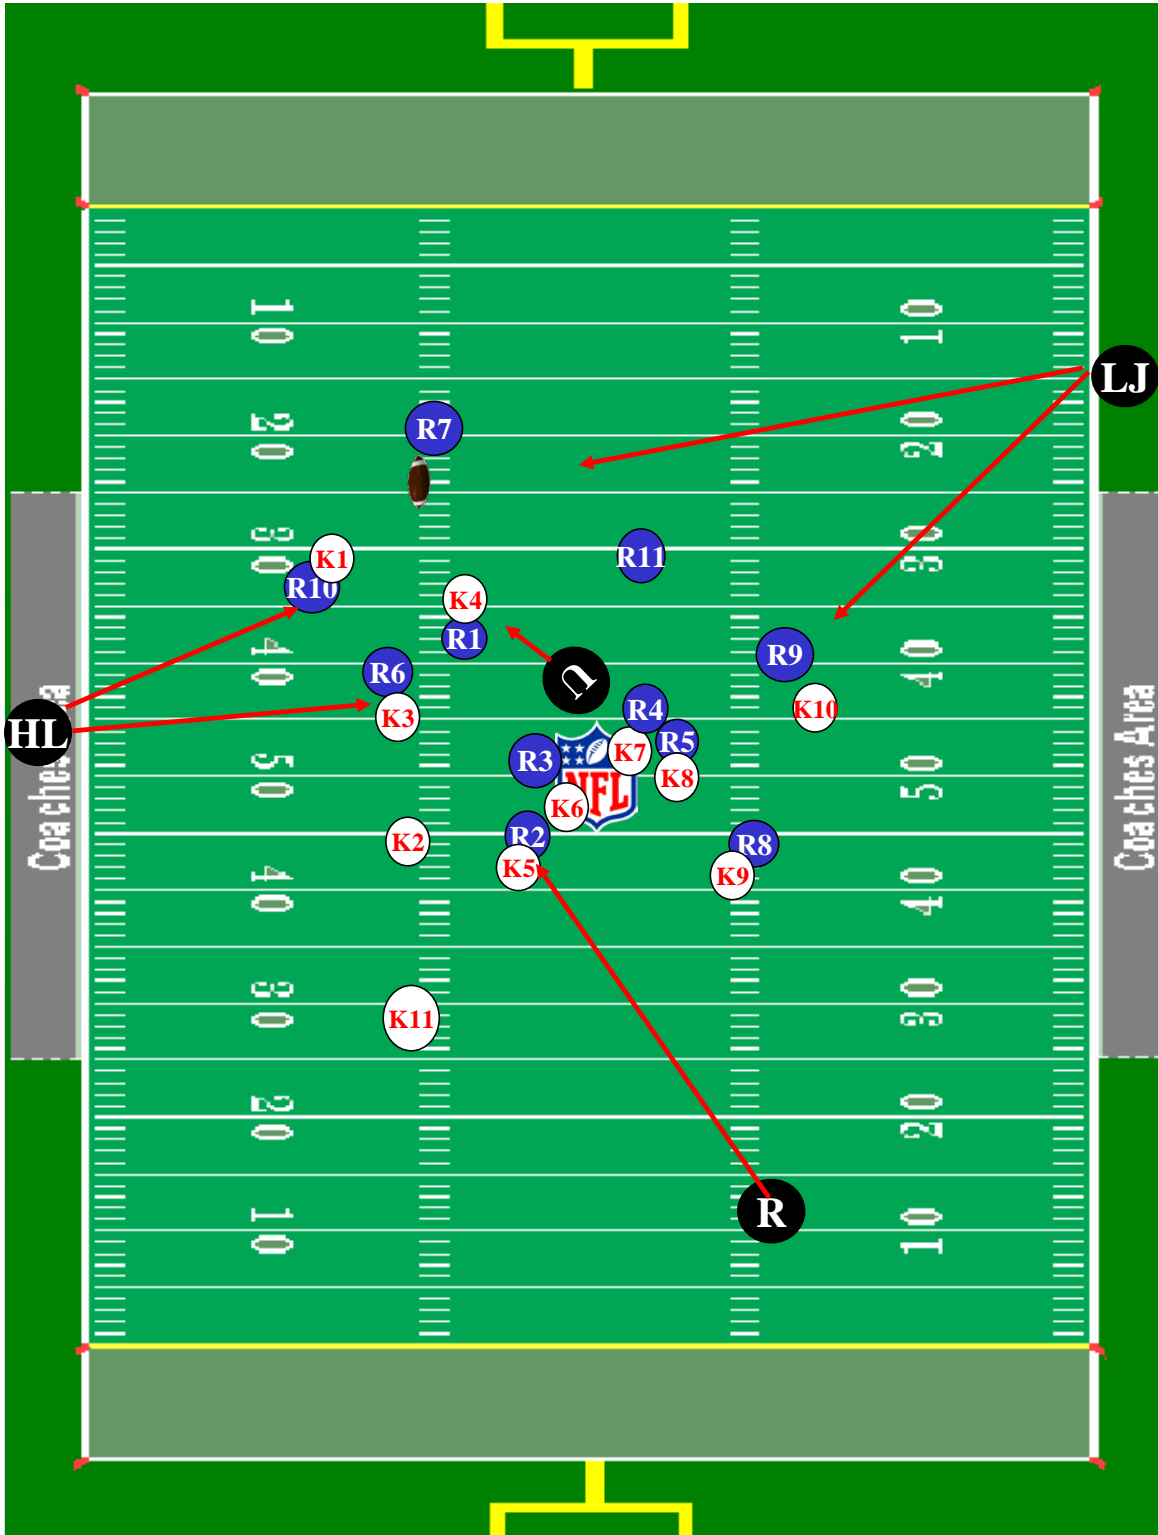 10 10
LJ
20 R7 20
30 K1 R11 30
R10 K4
R1
40 R6 R9 40
U
K3 R4 K10
HL
R5
R3 K7
50 K8 50
NFL
K6
Coaches Area Coaches Area
K2 R2 R8
K5 K9
40 40
30 K11 30
20 20
R
10 10